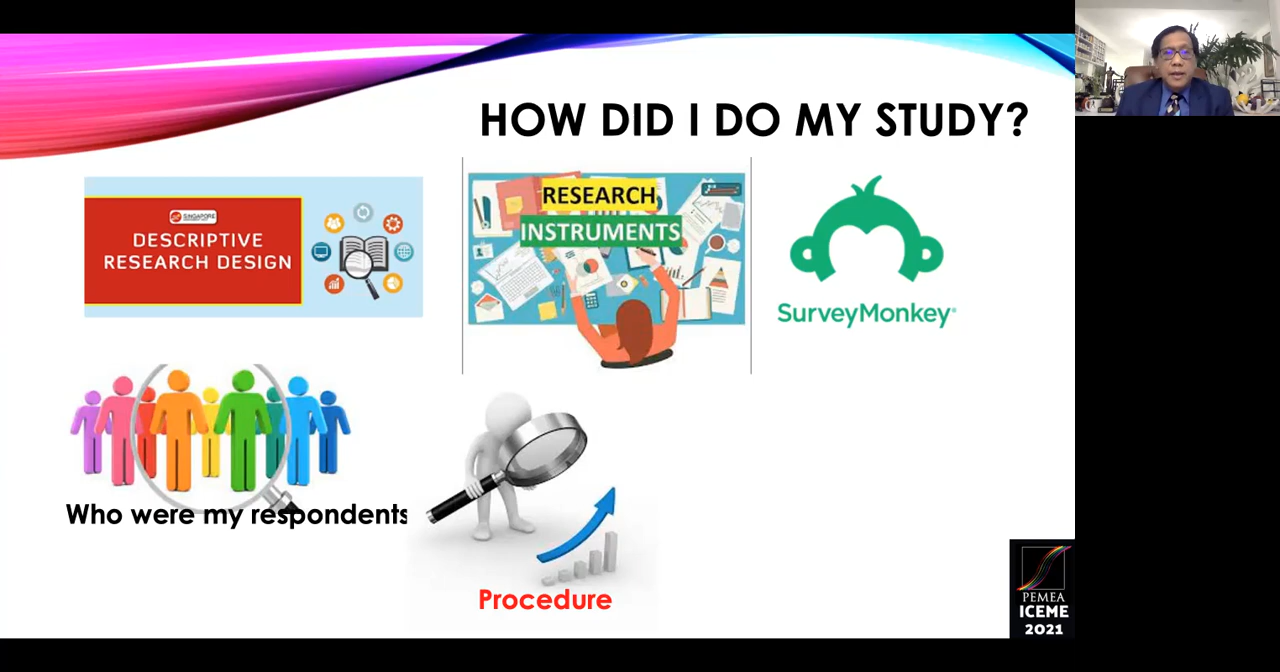 HOW DID I DO MY STUDY?
SINGAPORE
DESCRIPTIVE
RESEARCH DESIGN
RESEARCH
INSTRUMENTS
SurveyMonkey®
Who were my respondents
Procedure
PEMEA
ICEME
2021